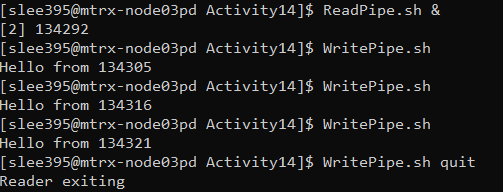 [slee395@mtrx-node03pd Activity14]$ ReadPipe.sh &
[2] 134292
[slee395@mtrx-node03pd Activity14]$ WritePipe.sh
Hello from 134305
[slee395@mtrx-node03pd Activity14]$ WritePipe.sh
Hello from 134316
[slee395@mtrx-node03pd Activity14]$ WritePipe.sh
Hello from 134321
[slee395@mtrx-node03pd Activity14]$ WritePipe.sh quit
Reader exiting